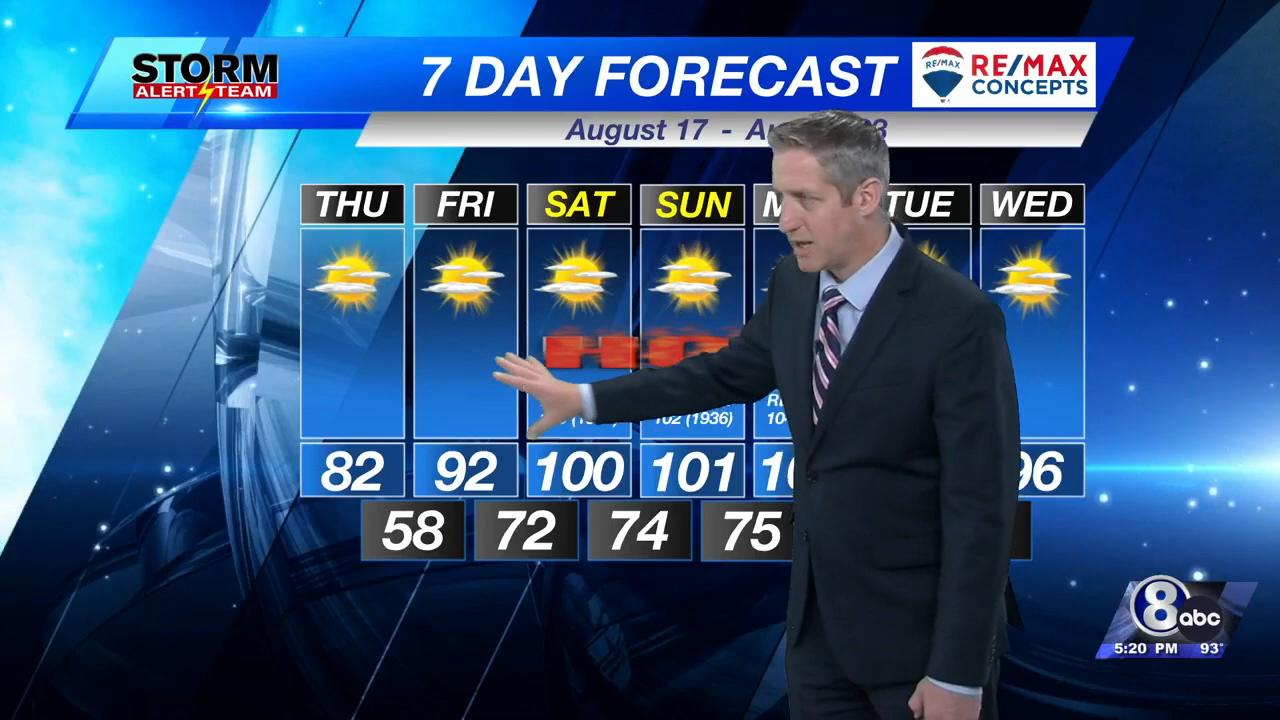 STORM
ALERT TEAM
7 DAY FORECAST
RE/MAX
RE/MAX
CONCEPTS
August 17 -
THU FRI SAT SUN TUE WED
102 (1936)
82 92 100 101 96
58 72 74 75
8 abc
5:20 PM 93°